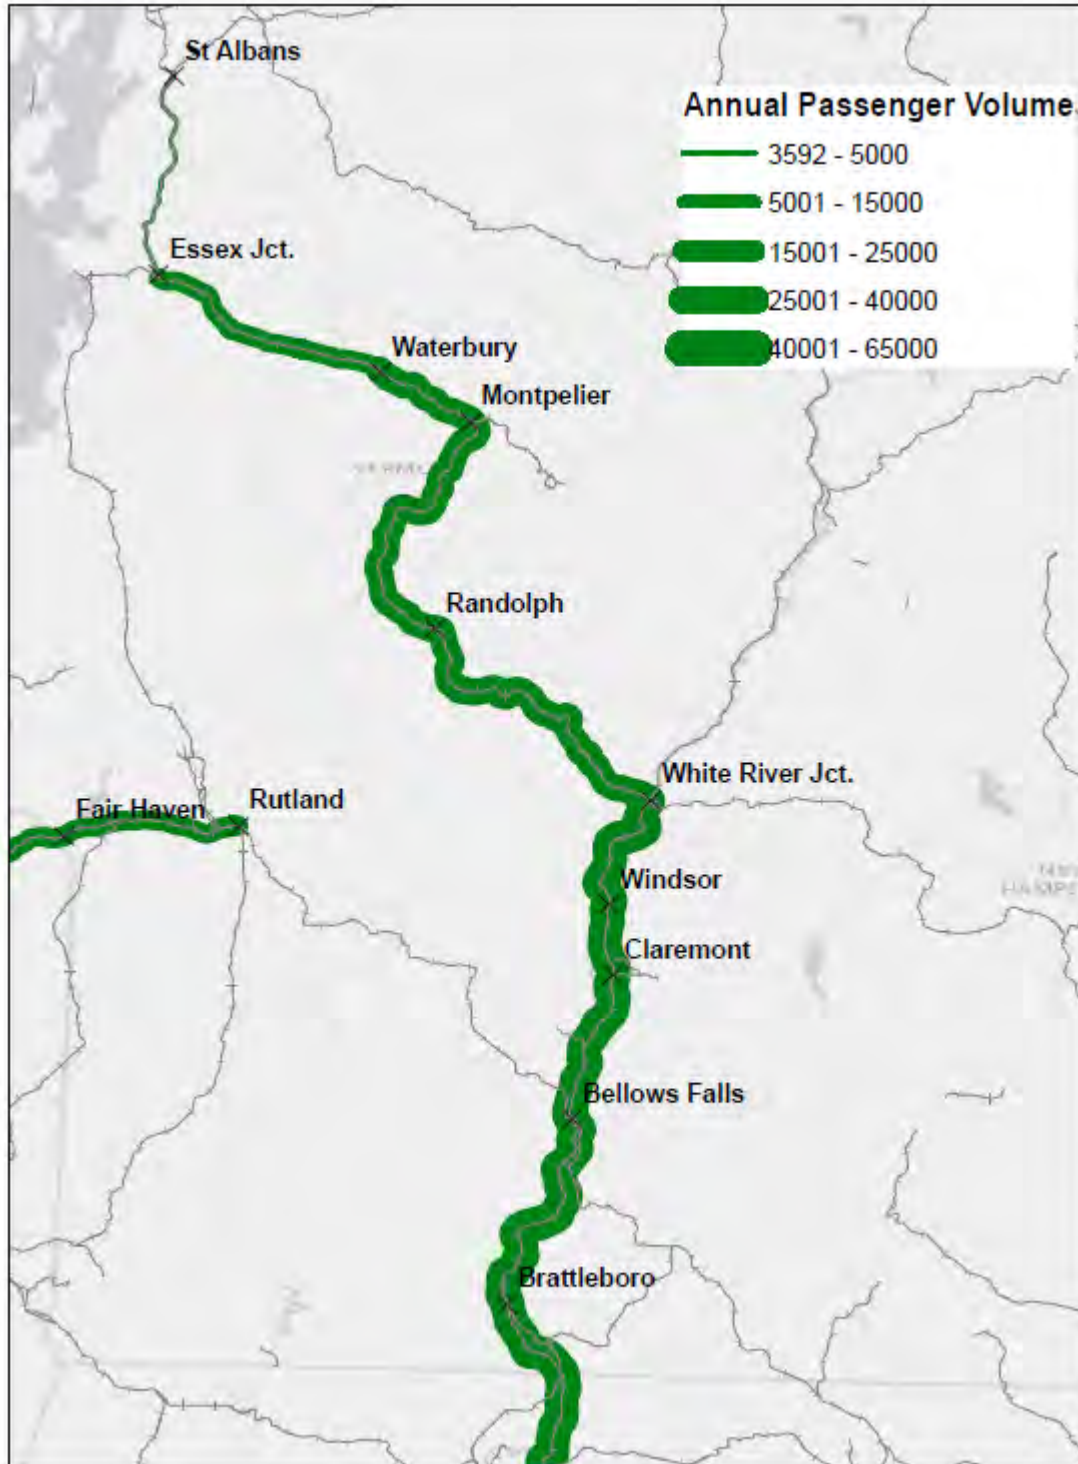 St Albans
Annual Passenger Volume
3592 - 5000
5001 - 15000
Essex Jct.
15001 - 25000
25001 - 40000
Waterbury
40001 - 65000
Montpelier
Randolph
White River Jct.
Fair Haven
Rutland
Windsor
Claremont
Bellows Falls
Brattleboro